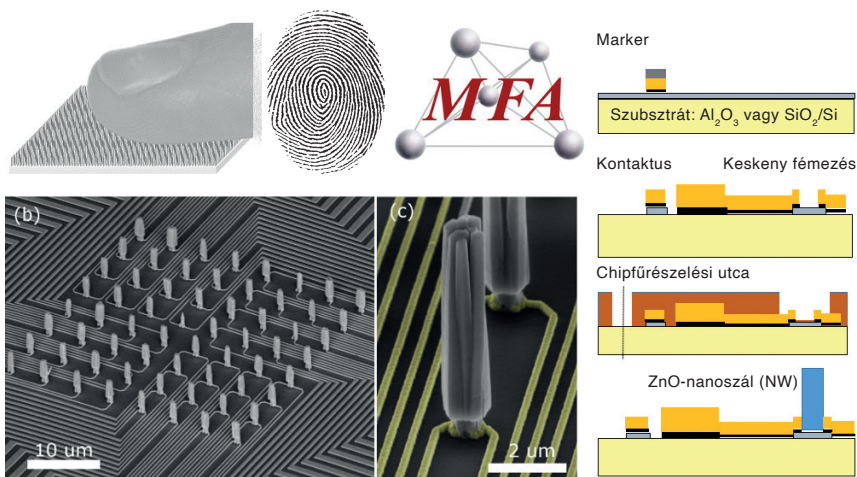 MFA
Marker
Szubsztrát: Al₂O₃ vagy SiO₂/Si
Kontaktus Keskeny fémezés
Chipfűrészelési utca
ZnO-nanoszál (NW)
(b)
10 um
(c)
2 um